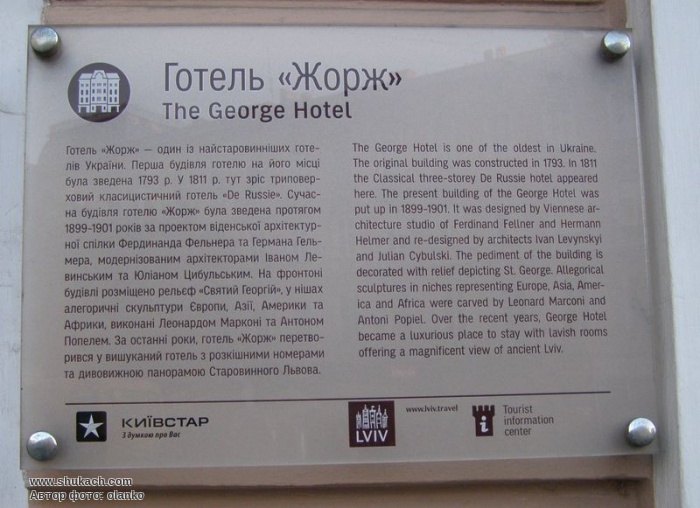 Готель «Жорж»
The George Hotel
Готель «Жорж» — один із найстаровинніших готе-
лів України. Перша будівля готелю на його місці
була зведена 1793 р. У 1811 р. тут зріс триповер-
ховий класицистичний готель «De Russie». Сучас-
на будівля готелю «Жорж» була зведена протягом
1899-1901 років за проектом віденської архітектур-
ної спілки Фердинанда Фельнера та Германа Гель-
мера, модернізованим архітекторами Іваном Ле-
винським та Юліаном Цибульским. На фронтоні
будівлі розміщено рельєф «Святий Георгій», у нішах
алегоричні скульптури Європи, Азії, Америки та
Африки, виконані Леонардом Марконі та Антоном
Попелем. За останні роки, готель «Жорж» перетво-
рився у вишуканий готель з розкішними номерами
та дивовижною панорамою Старовинного Львова.
The George Hotel is one of the oldest in Ukraine.
The original building was constructed in 1793. In 1811
the Classical three-storey De Russie hotel appeared
here. The present building of the George Hotel was
put up in 1899-1901. It was designed by Viennese ar-
chitecture studio of Ferdinand Fellner and Hermann
Helmer and re-designed by architects Ivan Levynskyi
and Julian Cybulski. The pediment of the building is
decorated with relief depicting St. George. Allegorical
sculptures in niches representing Europe, Asia, Amer-
ica and Africa were carved by Leonard Marconi and
Antoni Popiel. Over the recent years, George Hotel
became a luxurious place to stay with lavish rooms
offering a magnificent view of ancient Lviv.
КИЇВСТАР
З думкою про Вас
LVIV
www.lviv.travel
Tourist
information
center
www.shukach.com
Автор фото: olanko